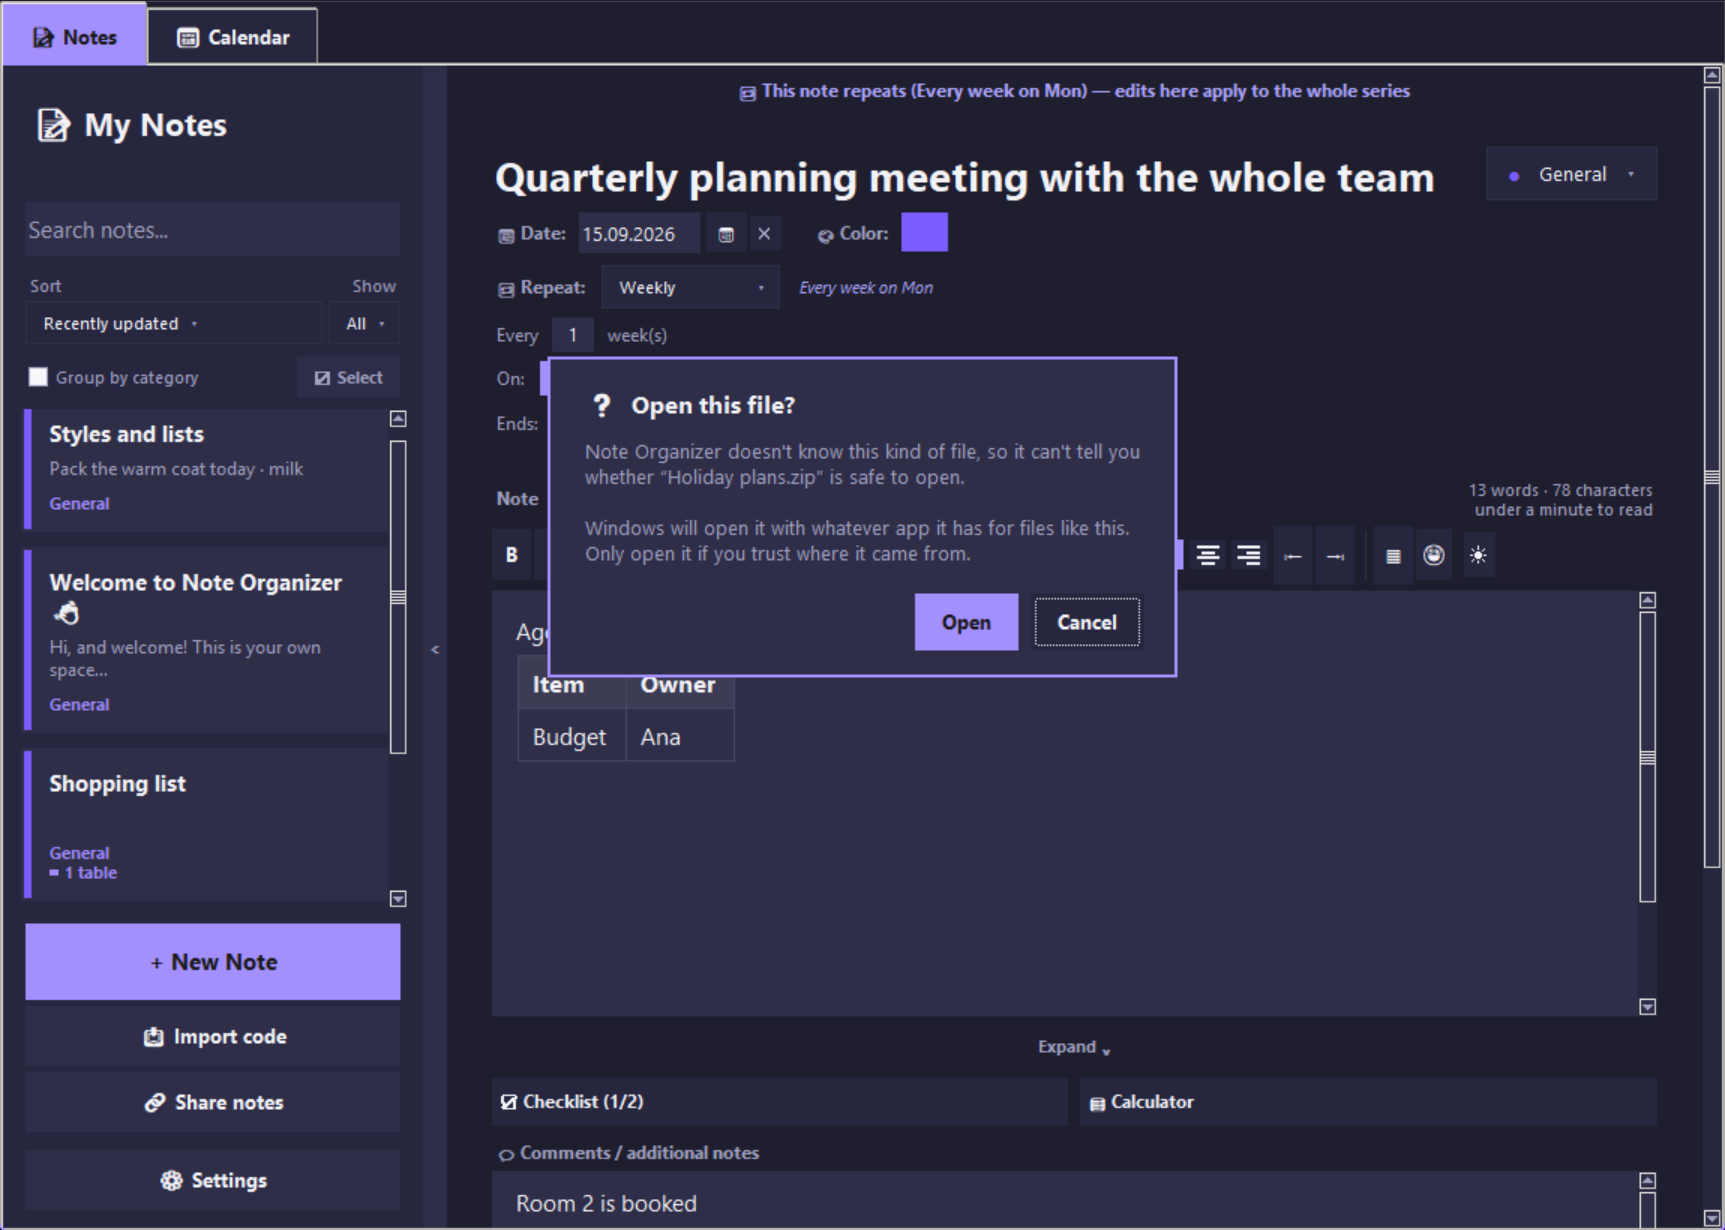 Notes
Calendar
This note repeats (Every week on Mon) — edits here apply to the whole series
My Notes
Search notes...
Sort
Show
Recently updated
All
Group by category
Select
Styles and lists
Pack the warm coat today · milk
General
Welcome to Note Organizer
Hi, and welcome! This is your own
space...
General
Shopping list
General
1 table
+ New Note
Import code
Share notes
Settings
<
Quarterly planning meeting with the whole team
General
Date:
15.09.2026
Color:
Repeat:
Weekly
Every week on Mon
Every
1
week(s)
On:
Ends:
Note
13 words · 78 characters
under a minute to read
B
?
Open this file?
Note Organizer doesn't know this kind of file, so it can't tell you
whether “Holiday plans.zip” is safe to open.
Windows will open it with whatever app it has for files like this.
Only open it if you trust where it came from.
Open
Cancel
Item
Owner
Budget
Ana
Expand
Checklist (1/2)
Calculator
Comments / additional notes
Room 2 is booked